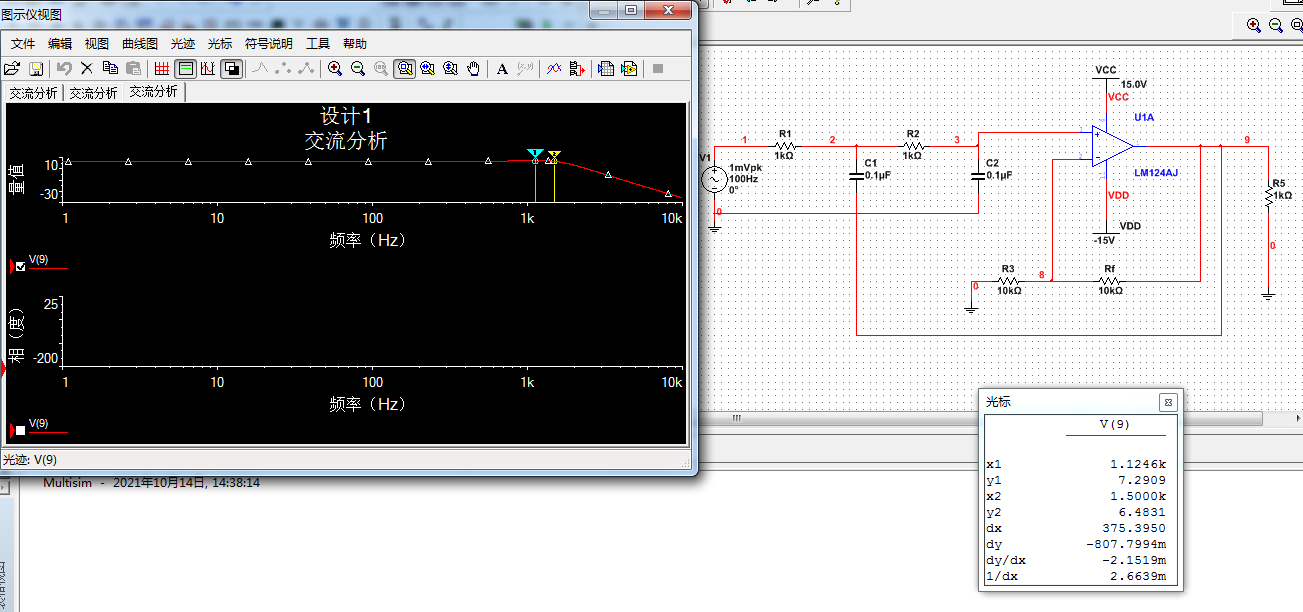 图示仪视图
文件 编辑 视图 曲线图 光迹 光标 符号说明 工具 帮助
交流分析 交流分析 交流分析
设计1
交流分析
量值
10
-30
1 10 100 1k 10k
频率（Hz）
V(9)
相（度）
25
-200
1 10 100 1k 10k
频率（Hz）
V(9)
光迹: V(9)
Multisim - 2021年10月14日, 14:38:14
VCC
15.0V
VCC
U1A
LM124AJ
VDD
VDD
-15V
V1
1mVpk
100Hz
0°
1
R1
1kΩ
2
R2
1kΩ
3
C1
0.1µF
C2
0.1µF
9
R5
1kΩ
0
0
R3
10kΩ
8
Rf
10kΩ
0
光标
V(9)
x1 1.1246k
y1 7.2909
x2 1.5000k
y2 6.4831
dx 375.3950
dy -807.7994m
dy/dx -2.1519m
1/dx 2.6639m